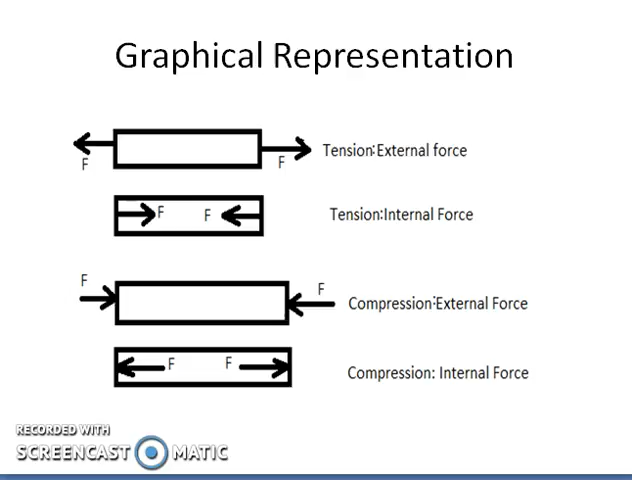 Graphical Representation
F
F
Tension:External force
F
F
Tension:Internal Force
F
F
Compression:External Force
F
F
Compression: Internal Force
RECORDED WITH
SCREENCAST MATIC